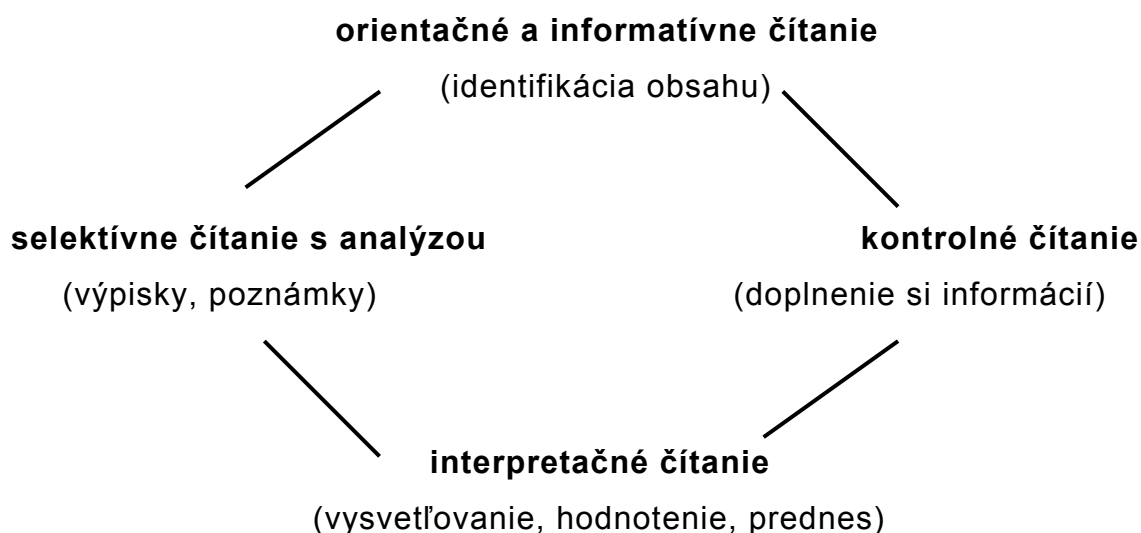 orientačné a informatívne čítanie
(identifikácia obsahu)
selektívne čítanie s analýzou
(výpisky, poznámky)
kontrolné čítanie
(doplnenie si informácií)
interpretačné čítanie
(vysvetľovanie, hodnotenie, prednes)